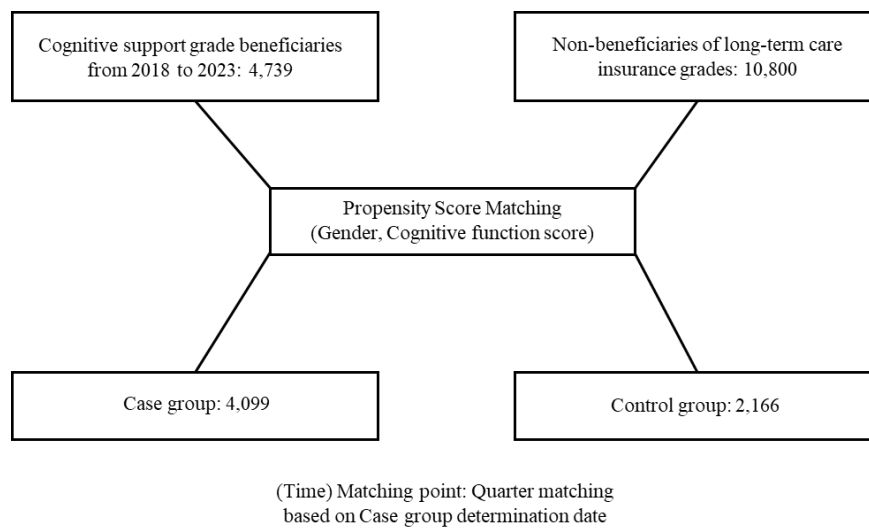 Cognitive support grade beneficiaries
from 2018 to 2023: 4,739
Non-beneficiaries of long-term care
insurance grades: 10,800
Propensity Score Matching
(Gender, Cognitive function score)
Case group: 4,099
Control group: 2,166
(Time) Matching point: Quarter matching
based on Case group determination date